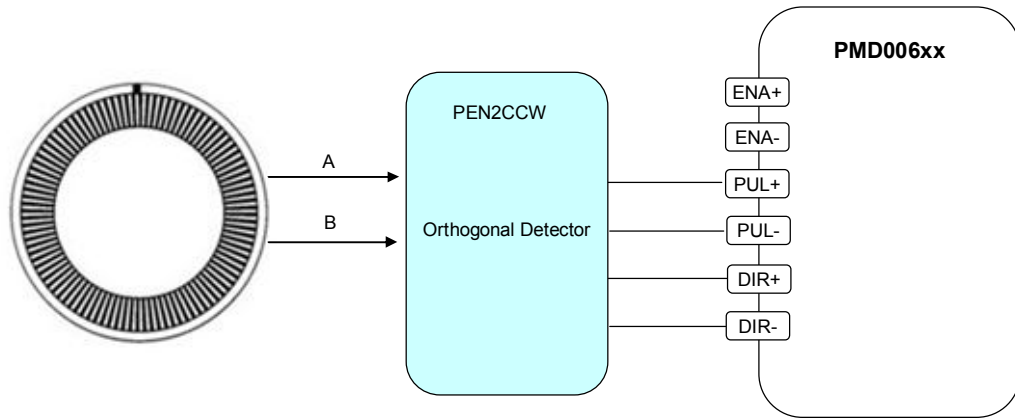 PMD006xx
ENA+
PEN2CCW
ENA-
A
PUL+
B
Orthogonal Detector
PUL-
DIR+
DIR-